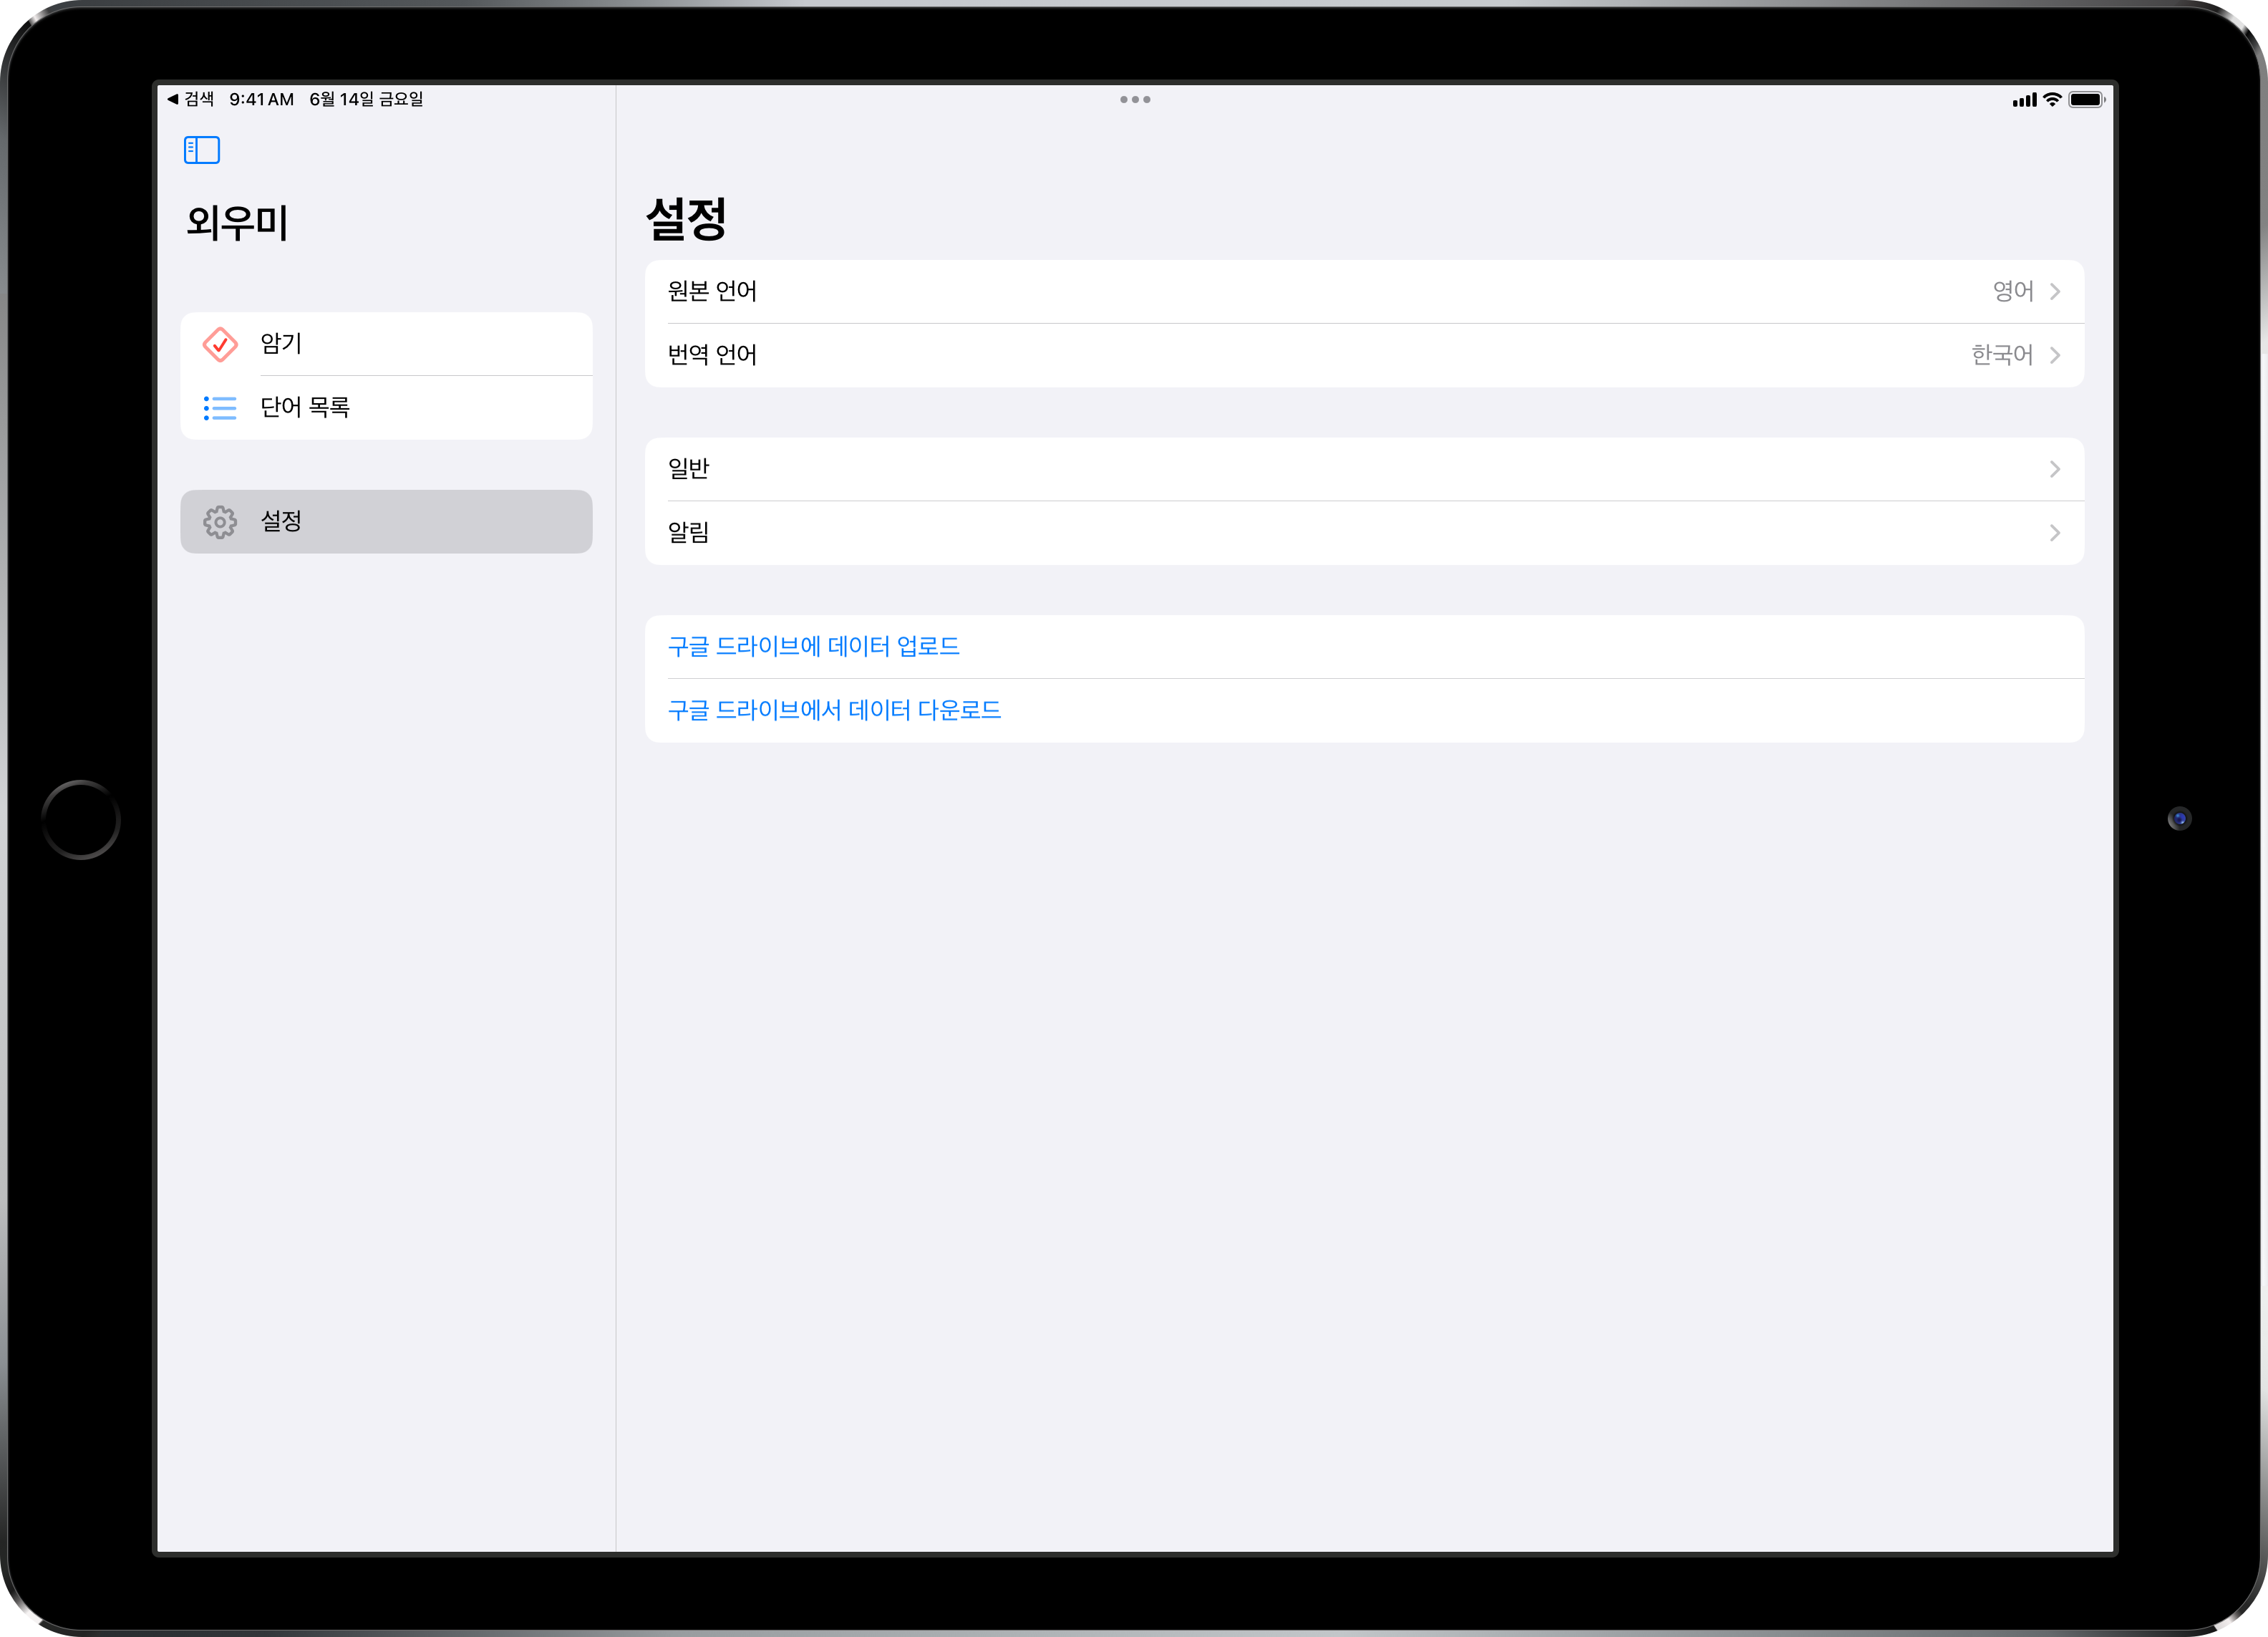 검색 9:41 AM 6월 14일 금요일
외우미
암기
단어 목록
설정
설정
원본 언어 영어
번역 언어 한국어
일반
알림
구글 드라이브에 데이터 업로드
구글 드라이브에서 데이터 다운로드